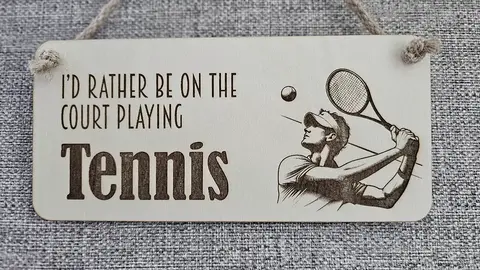 I'D RATHER BE ON THE
COURT PLAYING
Tennis